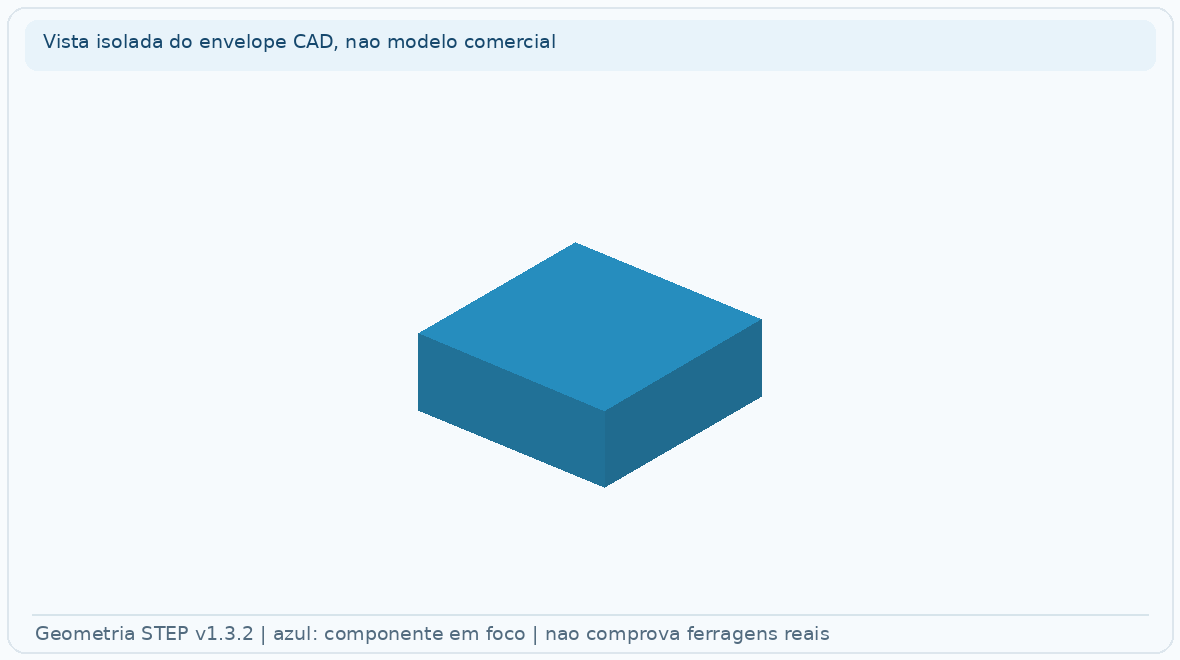 Vista isolada do envelope CAD, nao modelo comercial
Geometria STEP v1.3.2 | azul: componente em foco | nao comprova ferragens reais